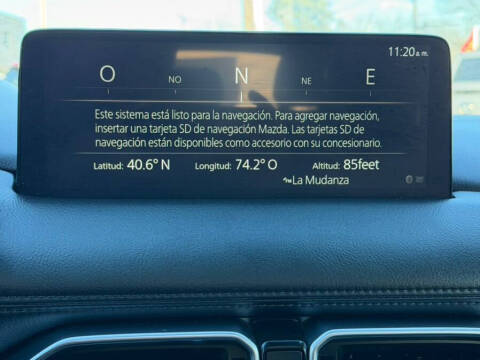 11:20 a. m.
O NO N NE E
Este sistema está listo para la navegación. Para agregar navegación,
insertar una tarjeta SD de navegación Mazda. Las tarjetas SD de
navegación están disponibles como accesorio con su concesionario.
Latitud: 40.6° N Longitud: 74.2° O Altitud: 85feet
La Mudanza